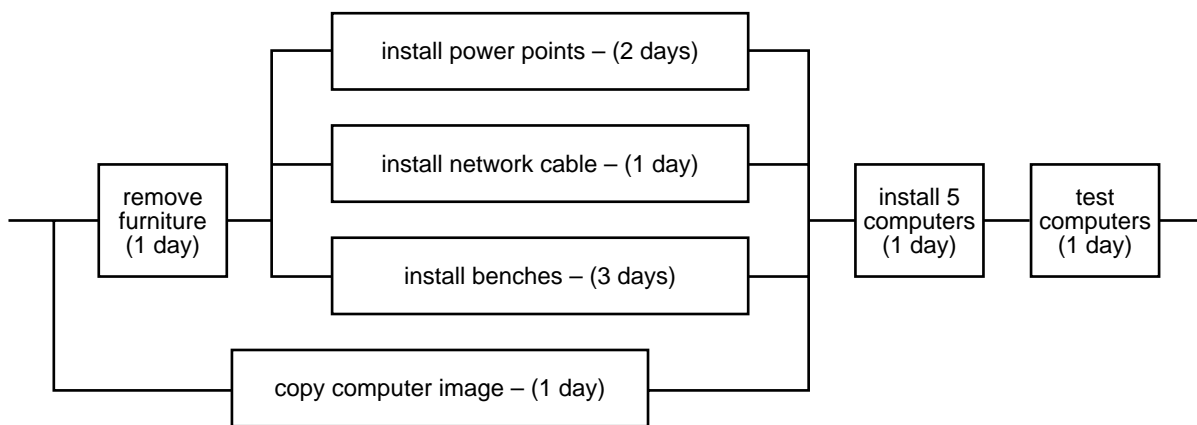 install power points – (2 days)
install network cable – (1 day)
remove
furniture
(1 day)
install 5
computers
(1 day)
test
computers
(1 day)
install benches – (3 days)
copy computer image – (1 day)